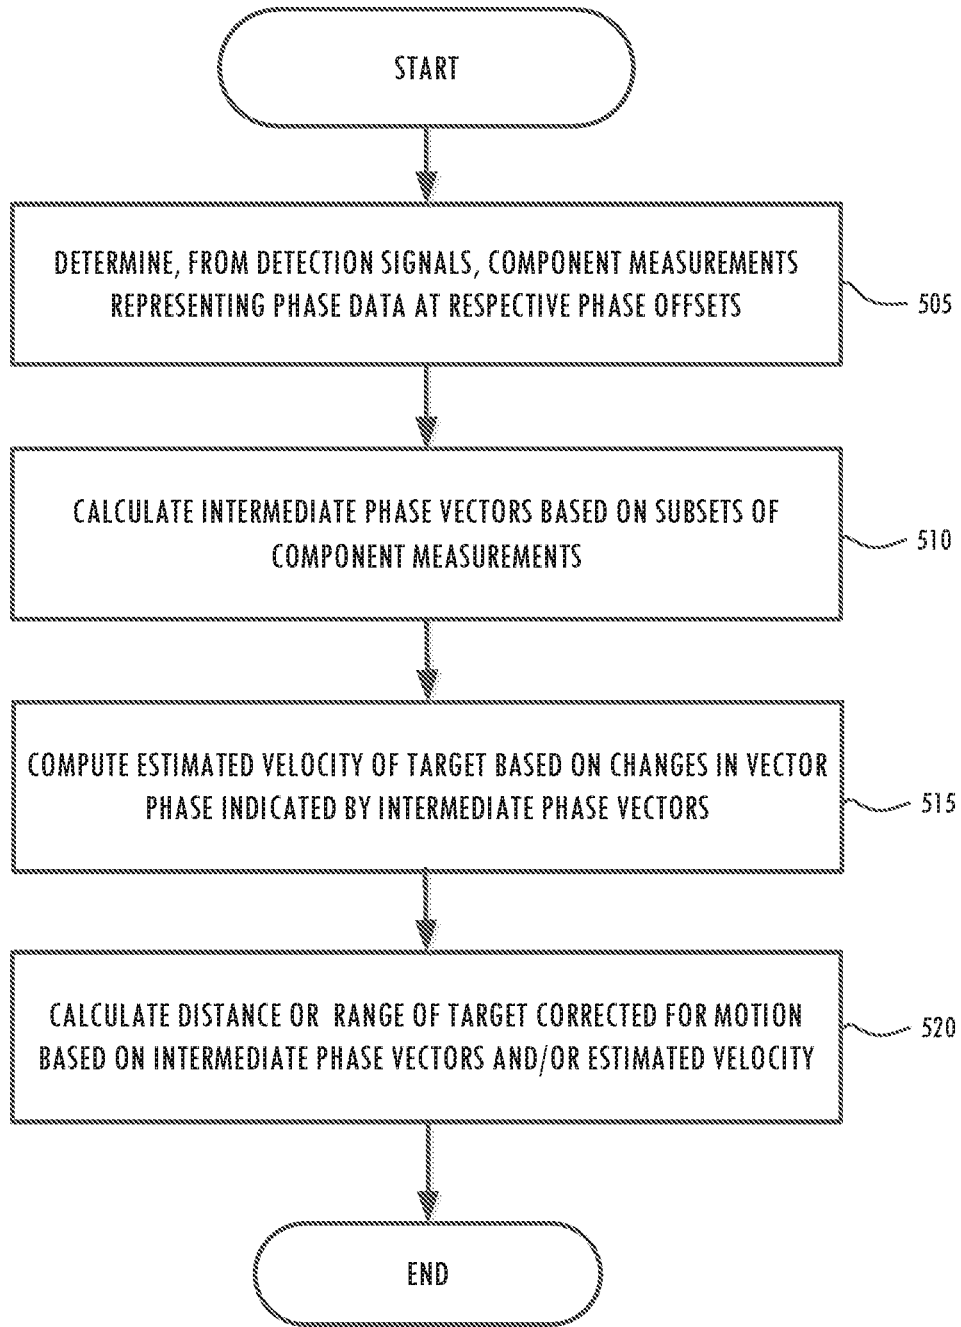 START
DETERMINE, FROM DETECTION SIGNALS, COMPONENT MEASUREMENTS
REPRESENTING PHASE DATA AT RESPECTIVE PHASE OFFSETS
505
CALCULATE INTERMEDIATE PHASE VECTORS BASED ON SUBSETS OF
COMPONENT MEASUREMENTS
510
COMPUTE ESTIMATED VELOCITY OF TARGET BASED ON CHANGES IN VECTOR
PHASE INDICATED BY INTERMEDIATE PHASE VECTORS
515
CALCULATE DISTANCE OR RANGE OF TARGET CORRECTED FOR MOTION
BASED ON INTERMEDIATE PHASE VECTORS AND/OR ESTIMATED VELOCITY
520
END